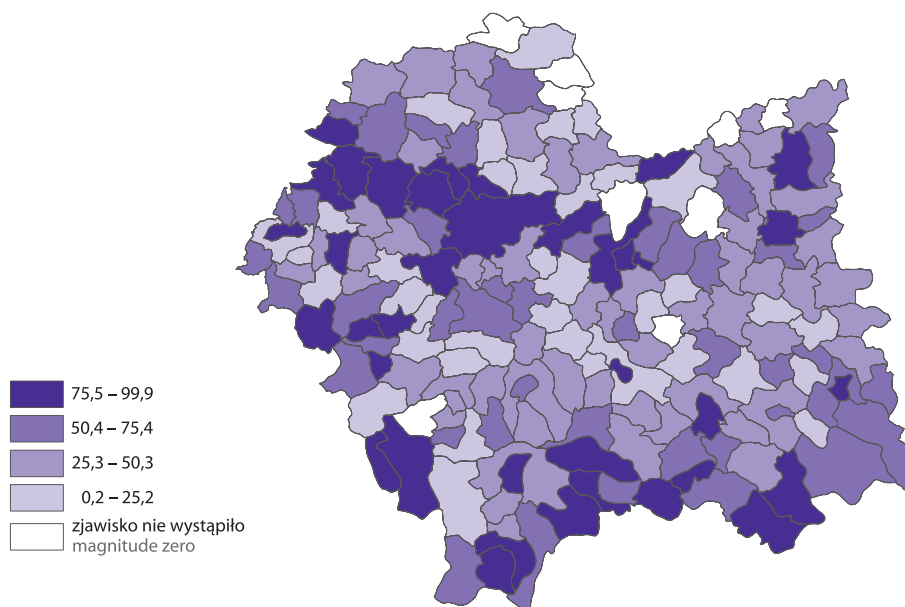 75,5 – 99,9
50,4 – 75,4
25,3 – 50,3
0,2 – 25,2
zjawisko nie wystąpiło
magnitude zero